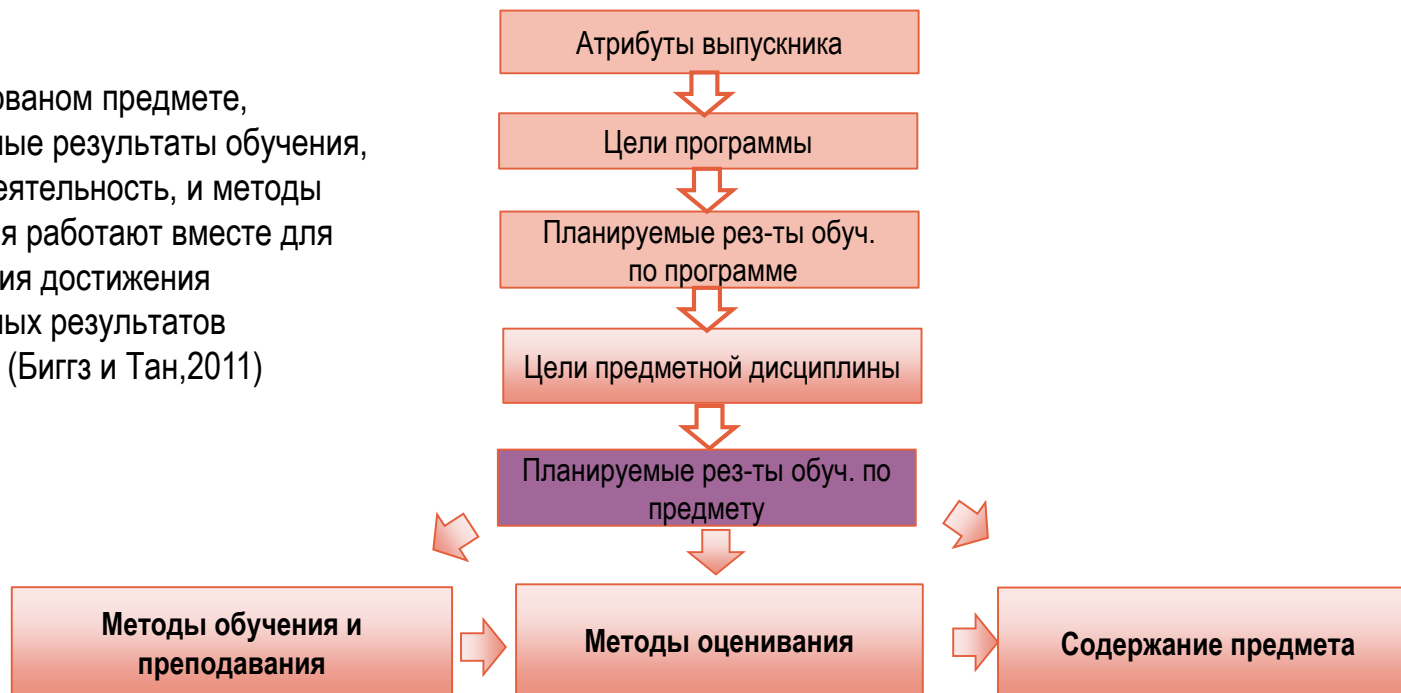 ованом предмете,
ные результаты обучения,
еятельность, и методы
я работают вместе для
ия достижения
ных результатов
(Биггз и Тан,2011)
Атрибуты выпускника
Цели программы
Планируемые рез-ты обуч.
по программе
Цели предметной дисциплины
Планируемые рез-ты обуч. по
предмету
Методы обучения и
преподавания
Методы оценивания
Содержание предмета